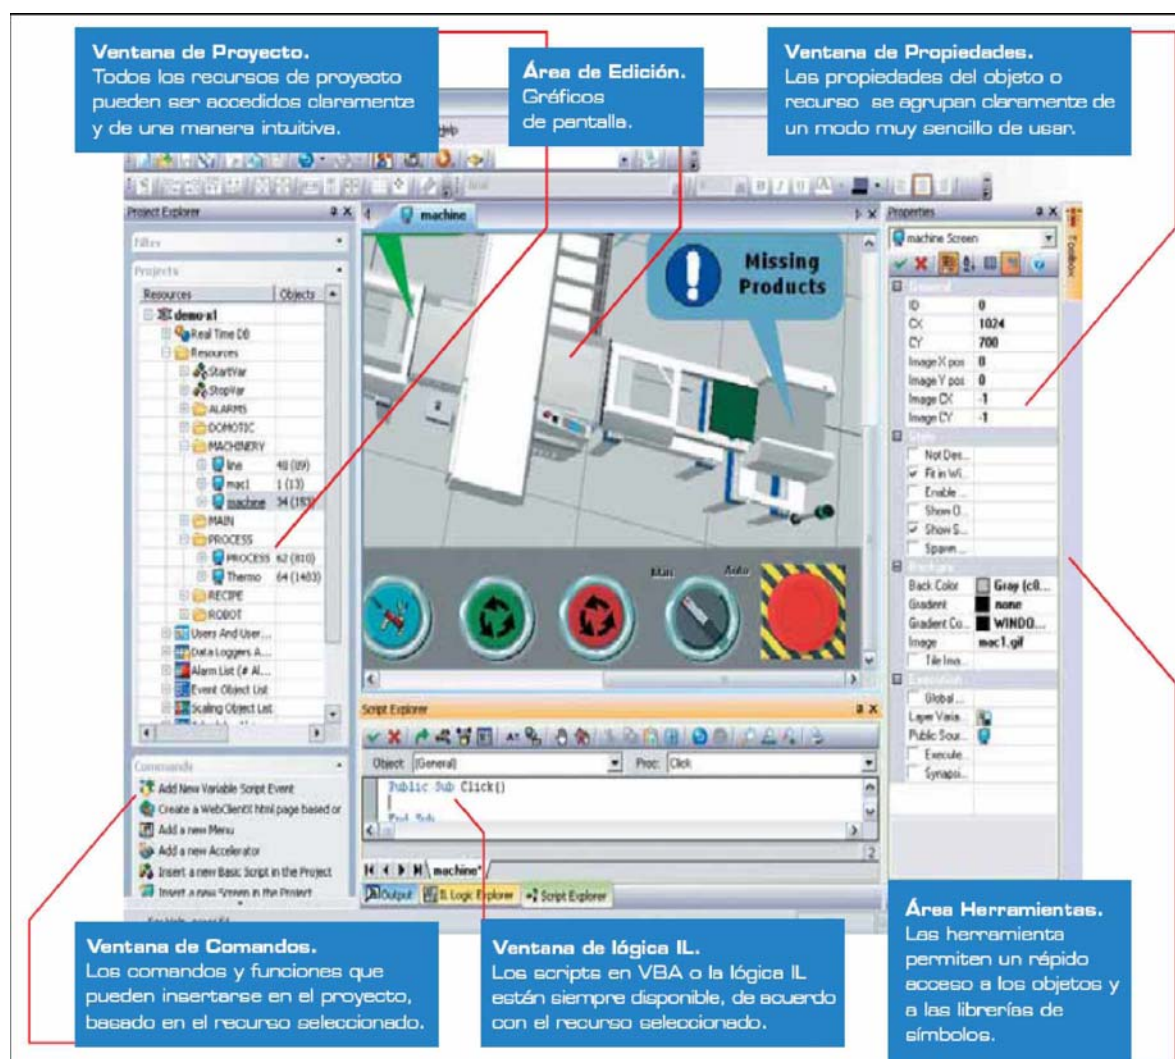 Ventana de Proyecto.
Todos los recursos de proyecto
pueden ser accedidos claramente
y de una manera intuitiva.
Área de Edición.
Gráficos
de pantalla.
Ventana de Propiedades.
Las propiedades del objeto o
recurso se agrupan claramente de
un modo muy sencillo de usar.
Help
Project Explorer
Filter
Projects
Resources Objects
demo-x1
Real Time DB
Resources
StartVar
StopVar
ALARMS
DOMOTIC
MACHINERY
line 48 (89)
mac1 1 (13)
machine 34 (153)
MAIN
PROCESS
PROCESS 62 (810)
Thermo 64 (1483)
RECIPE
ROBOT
Users And User...
Data Loggers A...
Alarm List (# Al...
Event Object List
Scaling Object List
Commands
Add New Variable Script Event
Create a WebClientX html page based or
Add a new Menu
Add a new Accelerator
Insert a new Basic Script in the Project
Insert a new Screen in the Project
machine
Missing
Products
Man Auto
Script Explorer
Object: (General) Proc: Click
Public Sub Click()
End Sub
2
machine*
Output IL Logic Explorer Script Explorer
Properties
Toolbox
machine Screen
General
ID 0
CX 1024
CY 700
Image X pos 0
Image Y pos 0
Image CX -1
Image CY -1
Style
Not Des...
Fit in Wi...
Enable ...
Show O...
Show S...
Spawn ...
Back Color Gray (c0...
Gradient none
Gradient Co... WINDO...
Image mac1.gif
Tile Ima...
Execution
Global ...
Layer Varia...
Public Sour...
Execute...
Synapsi...
Ventana de Comandos.
Los comandos y funciones que
pueden insertarse en el proyecto,
basado en el recurso seleccionado.
Ventana de lógica IL.
Los scripts en VBA o la lógica IL
están siempre disponible, de acuerdo
con el recurso seleccionado.
Área Herramientas.
Las herramienta
permiten un rápido
acceso a los objetos y
a las librerías de
símbolos.